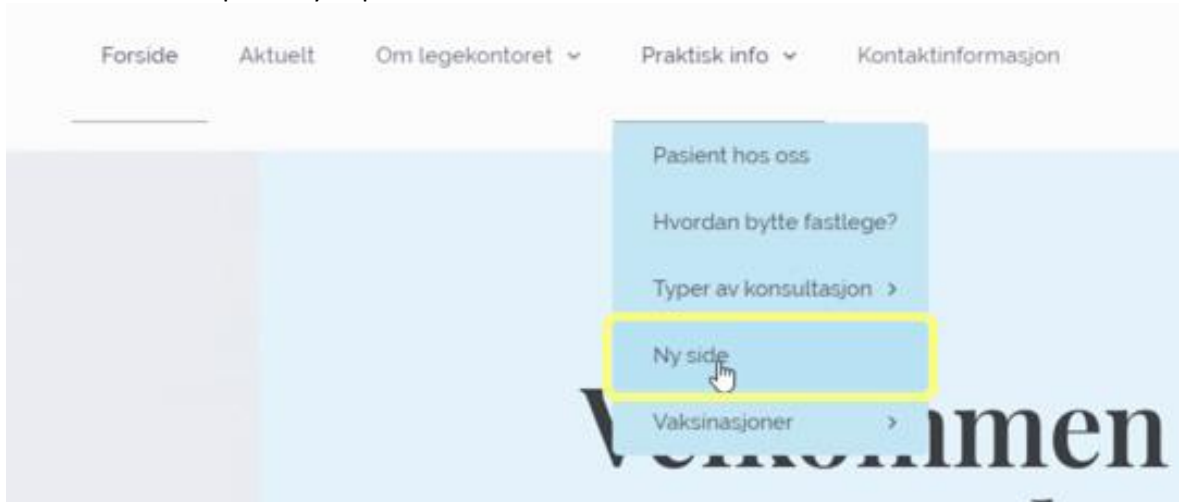 Forside Aktuelt Om legekontoret Praktisk info Kontaktinformasjon
Pasient hos oss
Hvordan bytte fastlege?
Typer av konsultasjon
Ny side
Vaksinasjoner